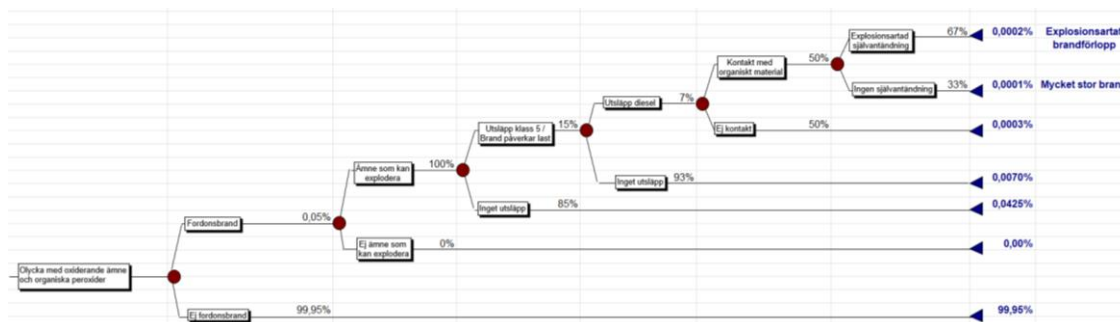 Explosionsartad
självantändning
67%
0,0002%
Explosionsartat
brandförlopp
Kontakt med
organiskt material
50%
Ingen självantändning
33%
0,0001%
Mycket stor bran
Utsläpp diesel
7%
Ej kontakt
50%
0,0003%
Utsläpp klass 5 /
Brand påverkar last
15%
Inget utsläpp
93%
0,0070%
Ämne som kan
explodera
100%
Inget utsläpp
85%
0,0425%
Fordonsbrand
0,05%
Ej ämne som
kan explodera
0%
0,00%
Olycka med oxiderande ämne
och organiska peroxider
Ej fordonsbrand
99,95%
99,95%